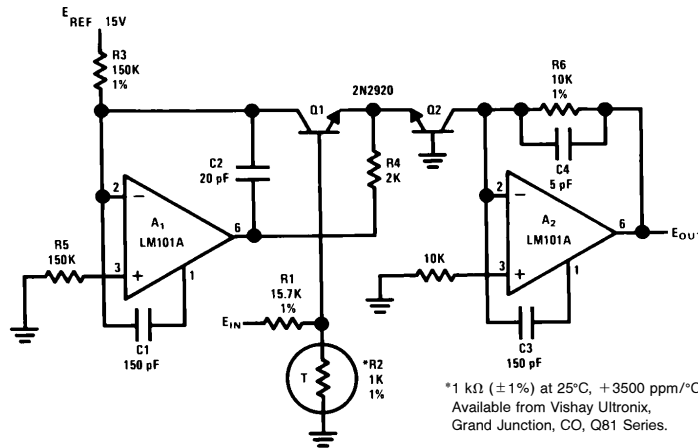 E REF 15V
R3
150K
1%
Q1
2N2920
Q2
R6
10K
1%
C4
5 pF
C2
20 pF
R4
2K
2
−
A1
LM101A
6
3
+
1
R5
150K
C1
150 pF
R1
15.7K
1%
EIN
T
*R2
1K
1%
2
−
A2
LM101A
6
EOUT
3
+
1
10K
C3
150 pF
*1 kΩ (±1%) at 25°C, +3500 ppm/°C
Available from Vishay Ultronix,
Grand Junction, CO, Q81 Series.